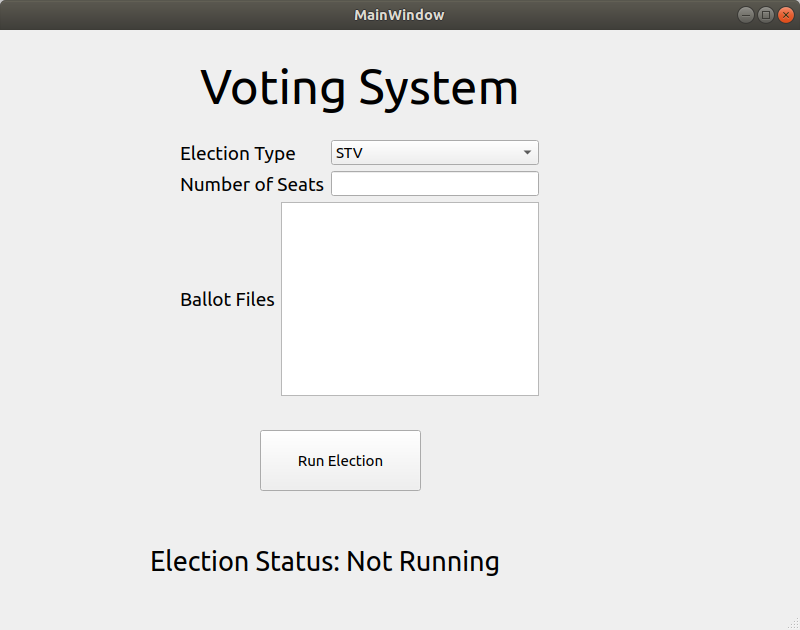 MainWindow
Voting System
Election Type STV
Number of Seats
Ballot Files
Run Election
Election Status: Not Running